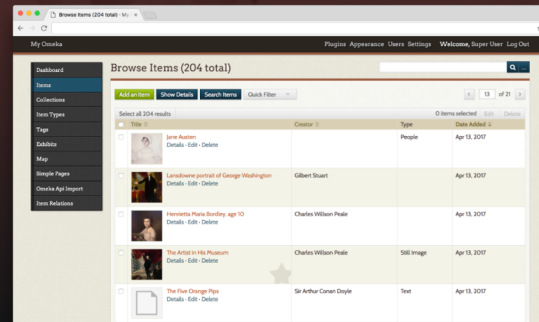 Browse Items (204 total) · My
My Omeka
Plugins Appearance Users Settings Welcome, Super User Log Out
Dashboard
Items
Collections
Item Types
Tags
Exhibits
Map
Simple Pages
Omeka Api Import
Item Relations
Browse Items (204 total)
Add an Item Show Details Search Items Quick Filter
13 of 21
Select all 204 results 0 items selected Edit Delete
Title Creator Type Date Added
Jane Austen People Apr 13, 2017
Details · Edit · Delete
Lansdowne portrait of George Washington Gilbert Stuart Apr 13, 2017
Details · Edit · Delete
Henrietta Maria Bordley, age 10 Charles Willson Peale Apr 13, 2017
Details · Edit · Delete
The Artist in His Museum Charles Willson Peale Still Image Apr 13, 2017
Details · Edit · Delete
The Five Orange Pips Sir Arthur Conan Doyle Text Apr 13, 2017
Details · Edit · Delete